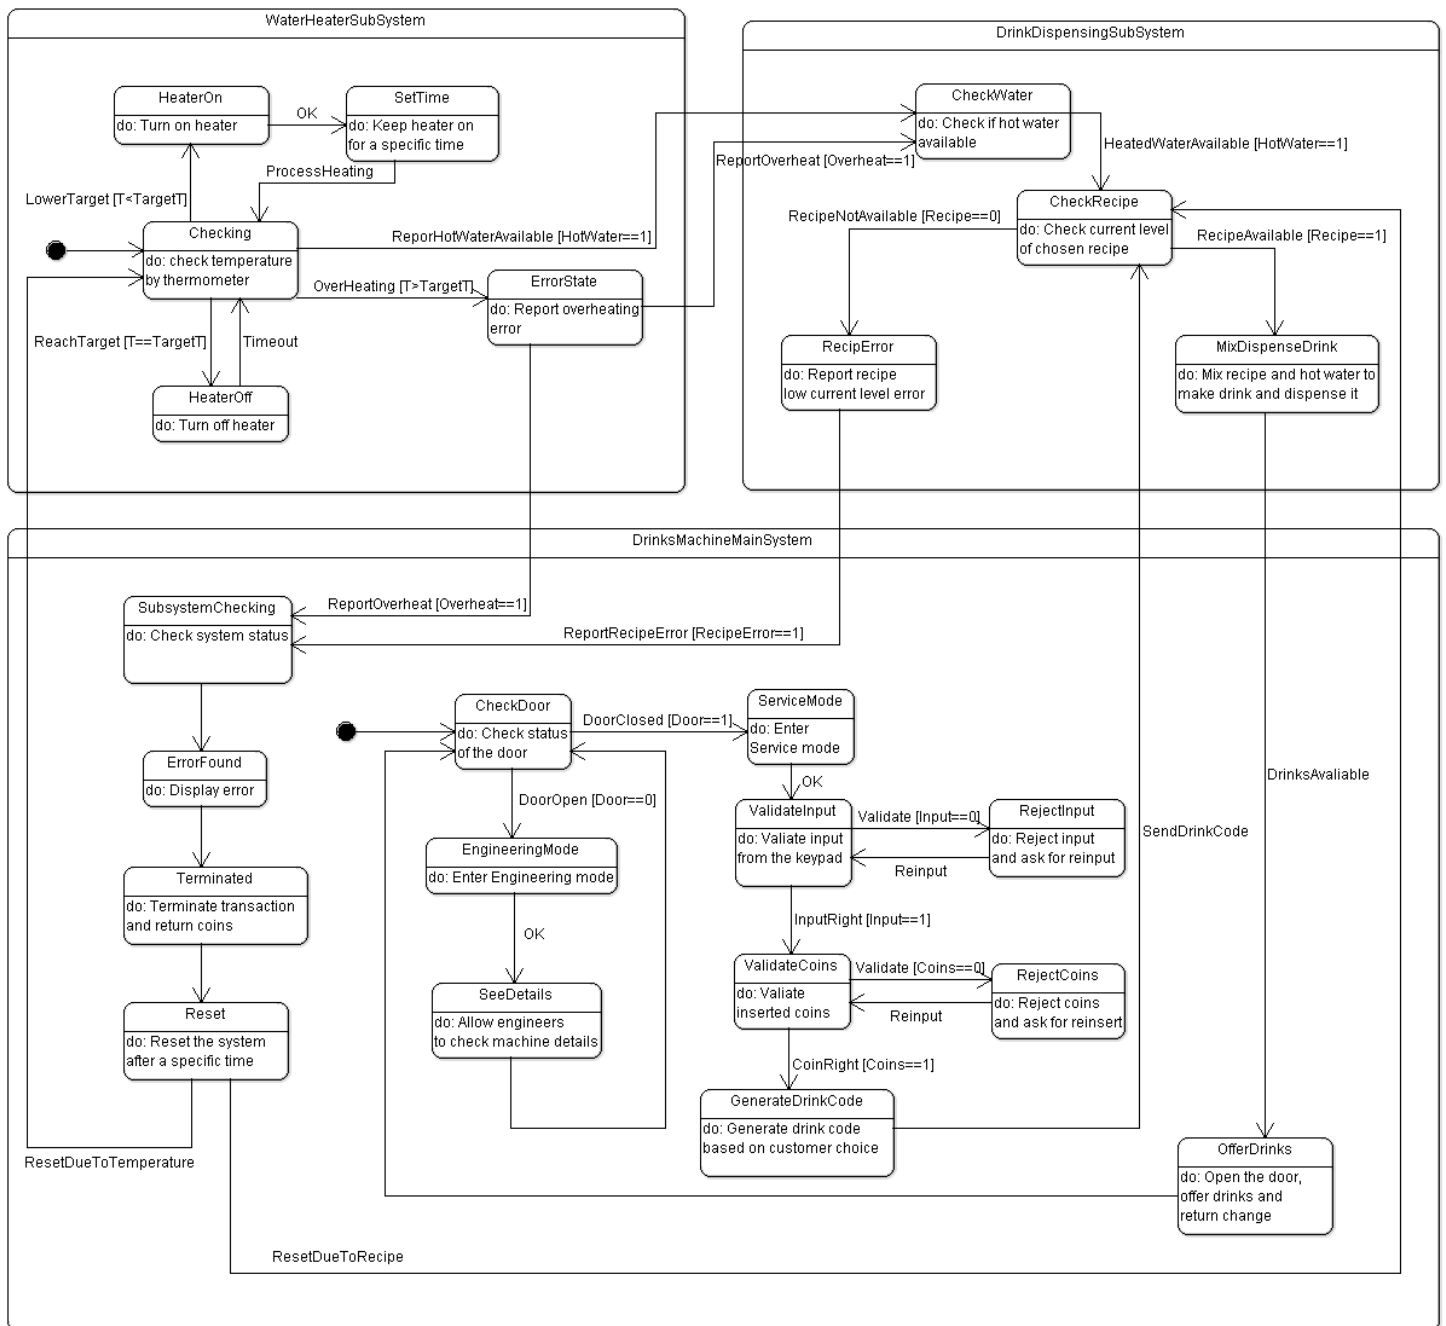 WaterHeaterSubSystem
HeaterOn
do: Turn on heater
OK
SetTime
do: Keep heater on
for a specific time
ProcessHeating
LowerTarget [T<TargetT]
Checking
do: check temperature
by thermometer
ReporHotWaterAvailable [HotWater==1]
OverHeating [T>TargetT]
ErrorState
do: Report overheating
error
ReachTarget [T==TargetT]
Timeout
HeaterOff
do: Turn off heater
DrinkDispensingSubSystem
CheckWater
do: Check if hot water
available
ReportOverheat [Overheat==1]
HeatedWaterAvailable [HotWater==1]
CheckRecipe
do: Check current level
of chosen recipe
RecipeNotAvailable [Recipe==0]
RecipeAvailable [Recipe==1]
RecipError
do: Report recipe
low current level error
MixDispenseDrink
do: Mix recipe and hot water to
make drink and dispense it
DrinksMachineMainSystem
SubsystemChecking
do: Check system status
ReportOverheat [Overheat==1]
ReportRecipeError [RecipeError==1]
ErrorFound
do: Display error
Terminated
do: Terminate transaction
and return coins
Reset
do: Reset the system
after a specific time
ResetDueToTemperature
ResetDueToRecipe
CheckDoor
do: Check status
of the door
DoorClosed [Door==1]
DoorOpen [Door==0]
EngineeringMode
do: Enter Engineering mode
OK
SeeDetails
do: Allow engineers
to check machine details
ServiceMode
do: Enter
Service mode
OK
ValidateInput
do: Valiate input
from the keypad
Validate [Input==0]
RejectInput
do: Reject input
and ask for reinput
Reinput
InputRight [Input==1]
ValidateCoins
do: Valiate
inserted coins
Validate [Coins==0]
RejectCoins
do: Reject coins
and ask for reinsert
Reinput
CoinRight [Coins==1]
GenerateDrinkCode
do: Generate drink code
based on customer choice
SendDrinkCode
DrinksAvaliable
OfferDrinks
do: Open the door,
offer drinks and
return change